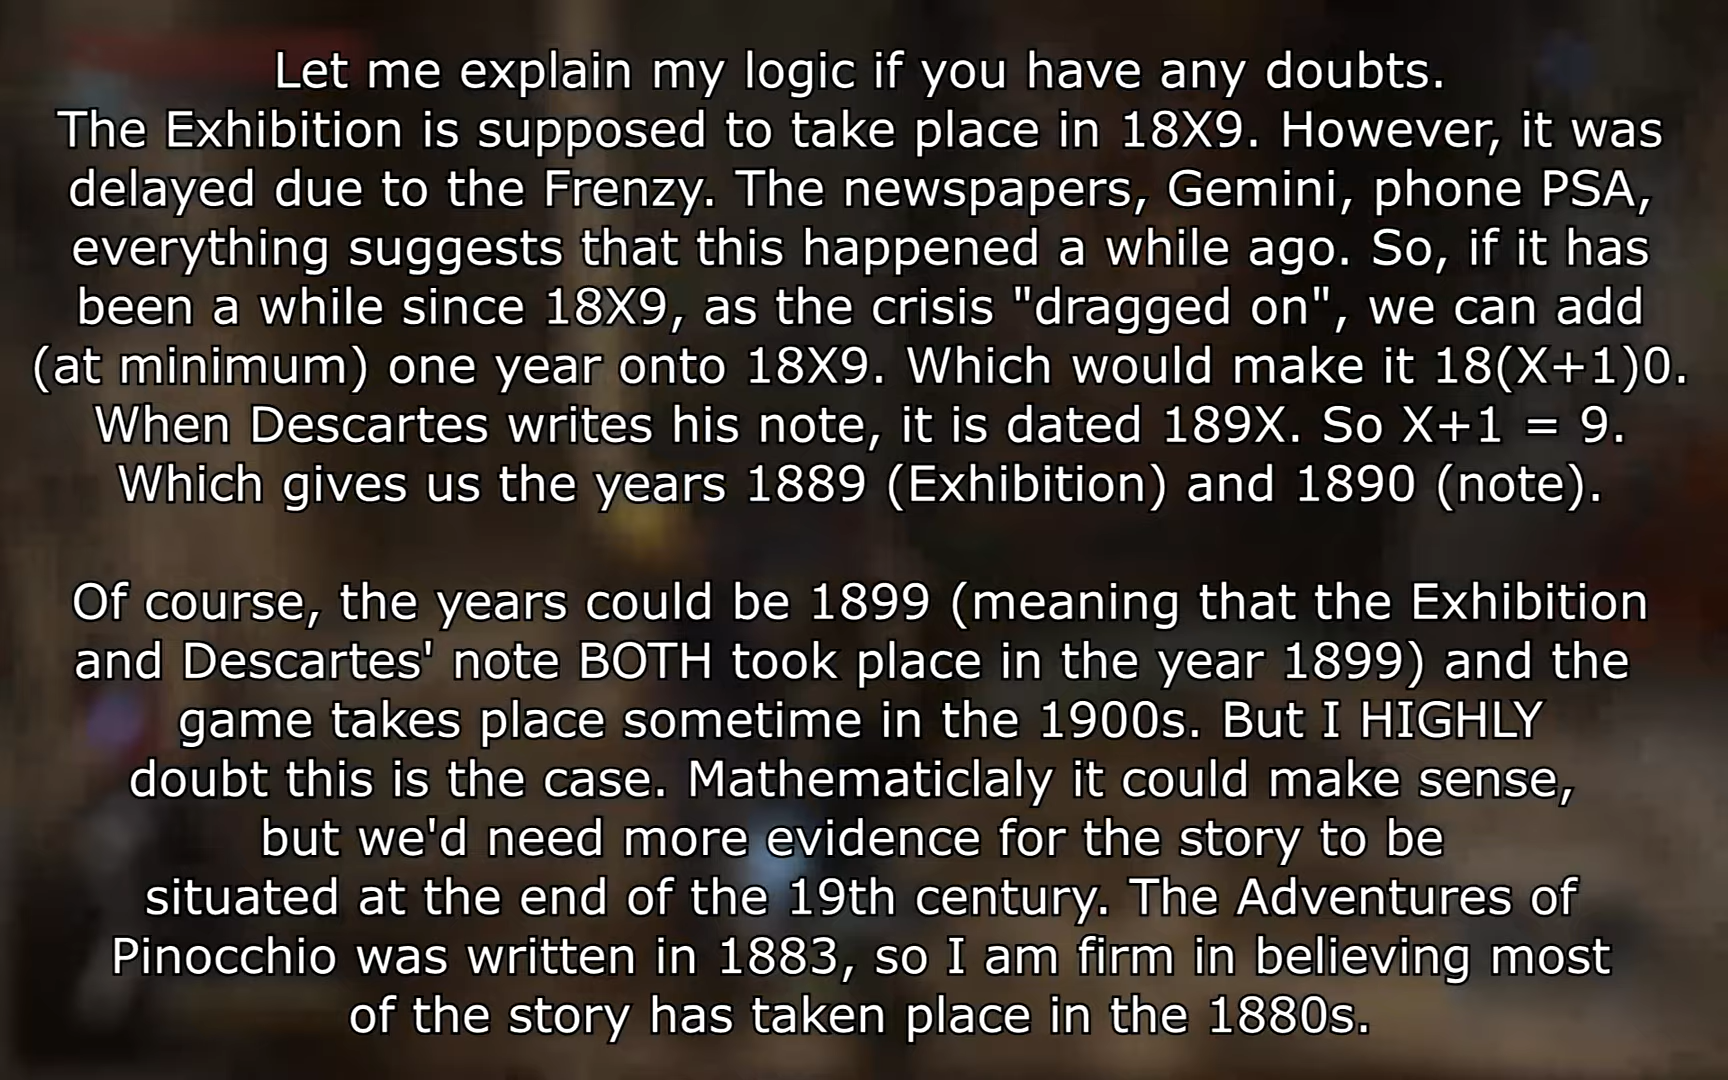 Let me explain my logic if you have any doubts.
The Exhibition is supposed to take place in 18X9. However, it was
delayed due to the Frenzy. The newspapers, Gemini, phone PSA,
everything suggests that this happened a while ago. So, if it has
been a while since 18X9, as the crisis "dragged on", we can add
(at minimum) one year onto 18X9. Which would make it 18(X+1)0.
When Descartes writes his note, it is dated 189X. So X+1 = 9.
Which gives us the years 1889 (Exhibition) and 1890 (note).
Of course, the years could be 1899 (meaning that the Exhibition
and Descartes' note BOTH took place in the year 1899) and the
game takes place sometime in the 1900s. But I HIGHLY
doubt this is the case. Mathematiclaly it could make sense,
but we'd need more evidence for the story to be
situated at the end of the 19th century. The Adventures of
Pinocchio was written in 1883, so I am firm in believing most
of the story has taken place in the 1880s.